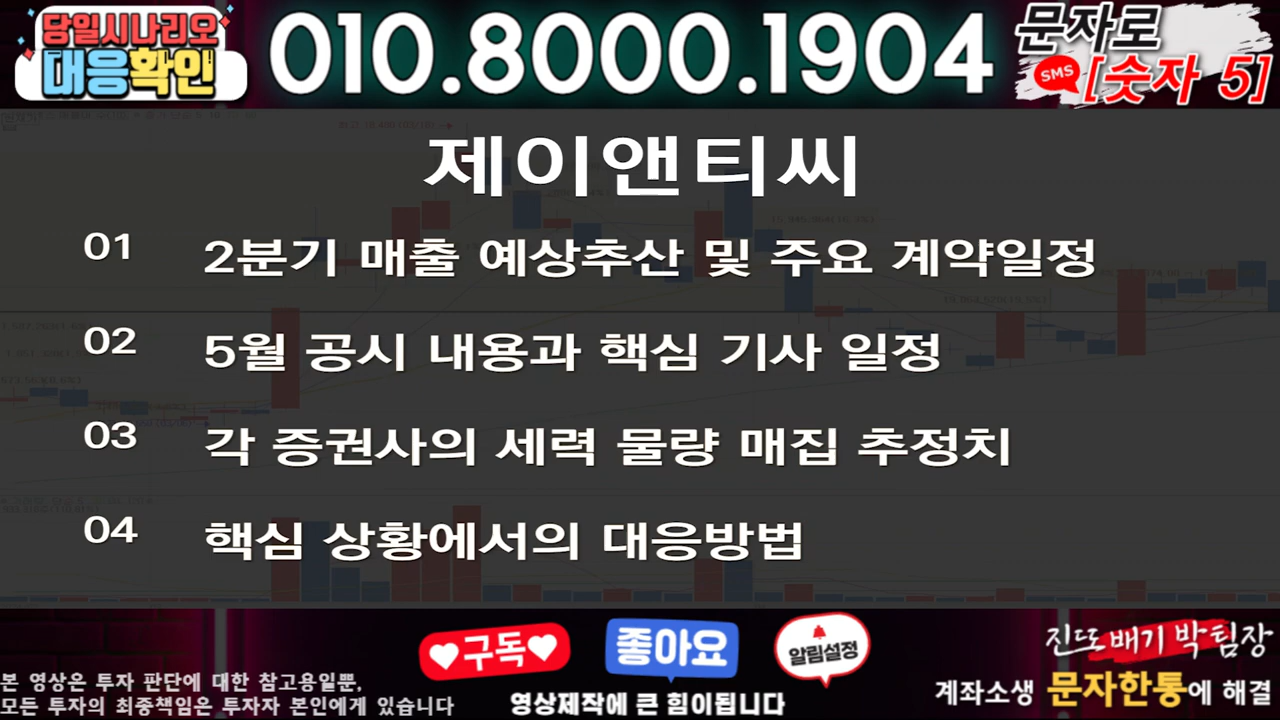 당일시나리오
대응확인
010.8000.1904
문자로
SMS
[숫자 5]
제이앤티씨
01 2분기 매출 예상추산 및 주요 계약일정
02 5월 공시 내용과 핵심 기사 일정
03 각 증권사의 세력 물량 매집 추정치
04 핵심 상황에서의 대응방법
구독
좋아요
알림설정
영상제작에 큰 힘이됩니다
본 영상은 투자 판단에 대한 참고용일뿐,
모든 투자의 최종책임은 투자자 본인에게 있습니다
진또배기 박팀장
계좌소생 문자한통에 해결